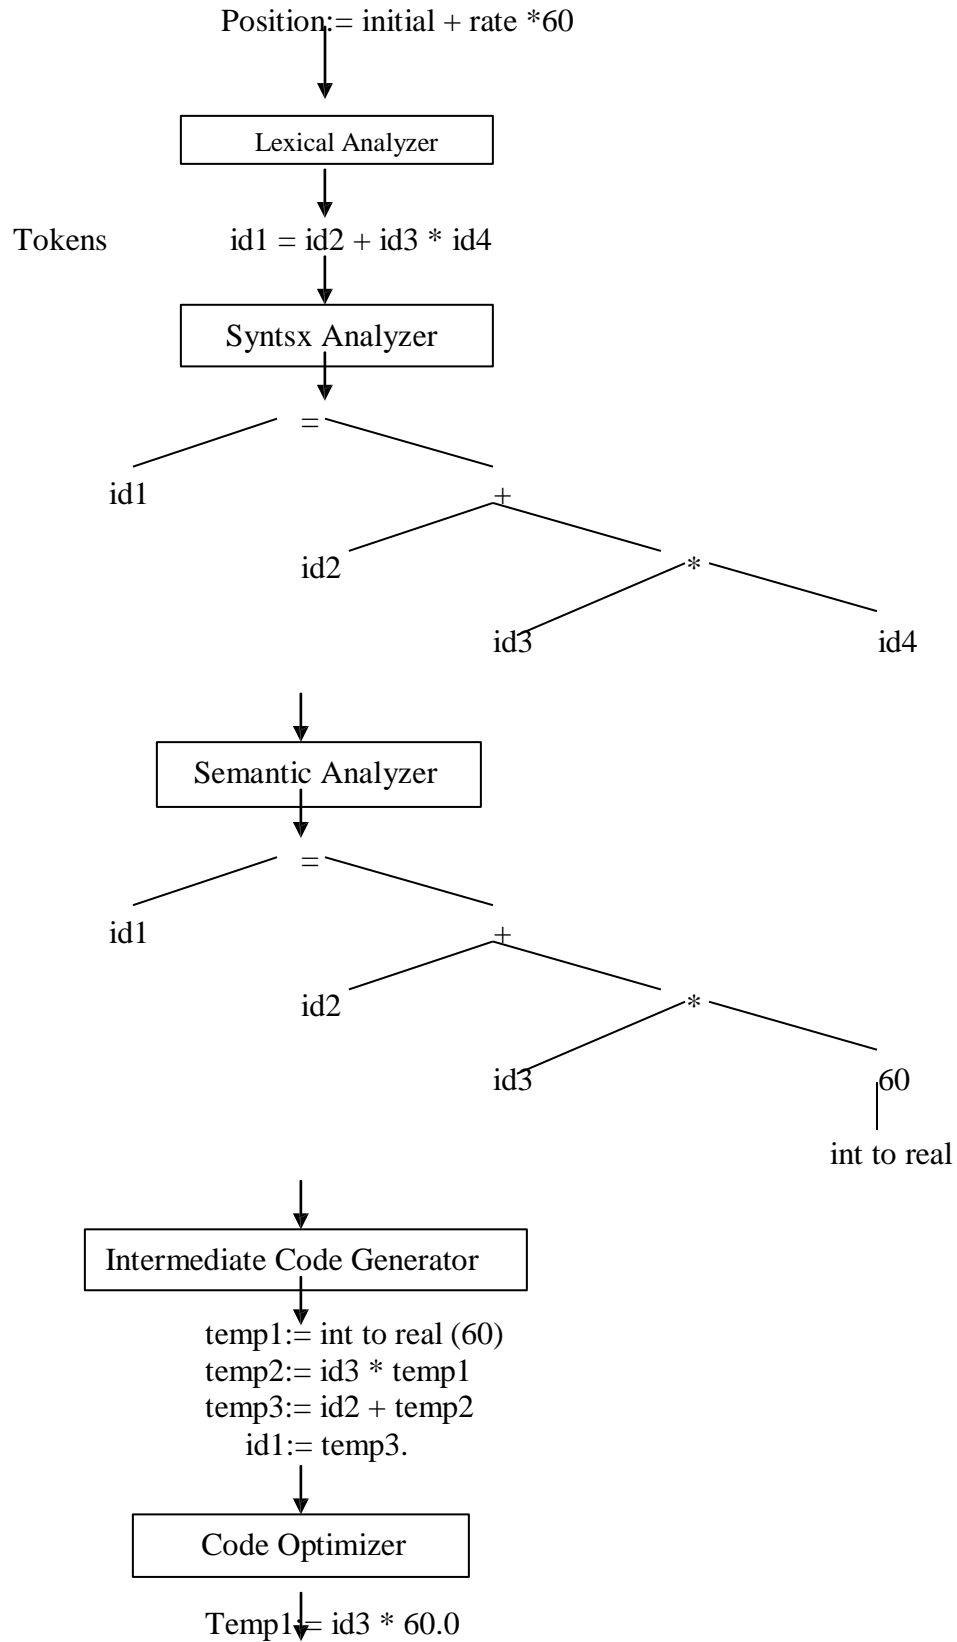 Position:= initial + rate *60
Lexical Analyzer
Tokens id1 = id2 + id3 * id4
Syntsx Analyzer
=
id1
+
id2
*
id3 id4
Semantic Analyzer
=
id1
+
id2
*
id3 60
int to real
Intermediate Code Generator
temp1:= int to real (60)
temp2:= id3 * temp1
temp3:= id2 + temp2
id1:= temp3.
Code Optimizer
Temp1:= id3 * 60.0